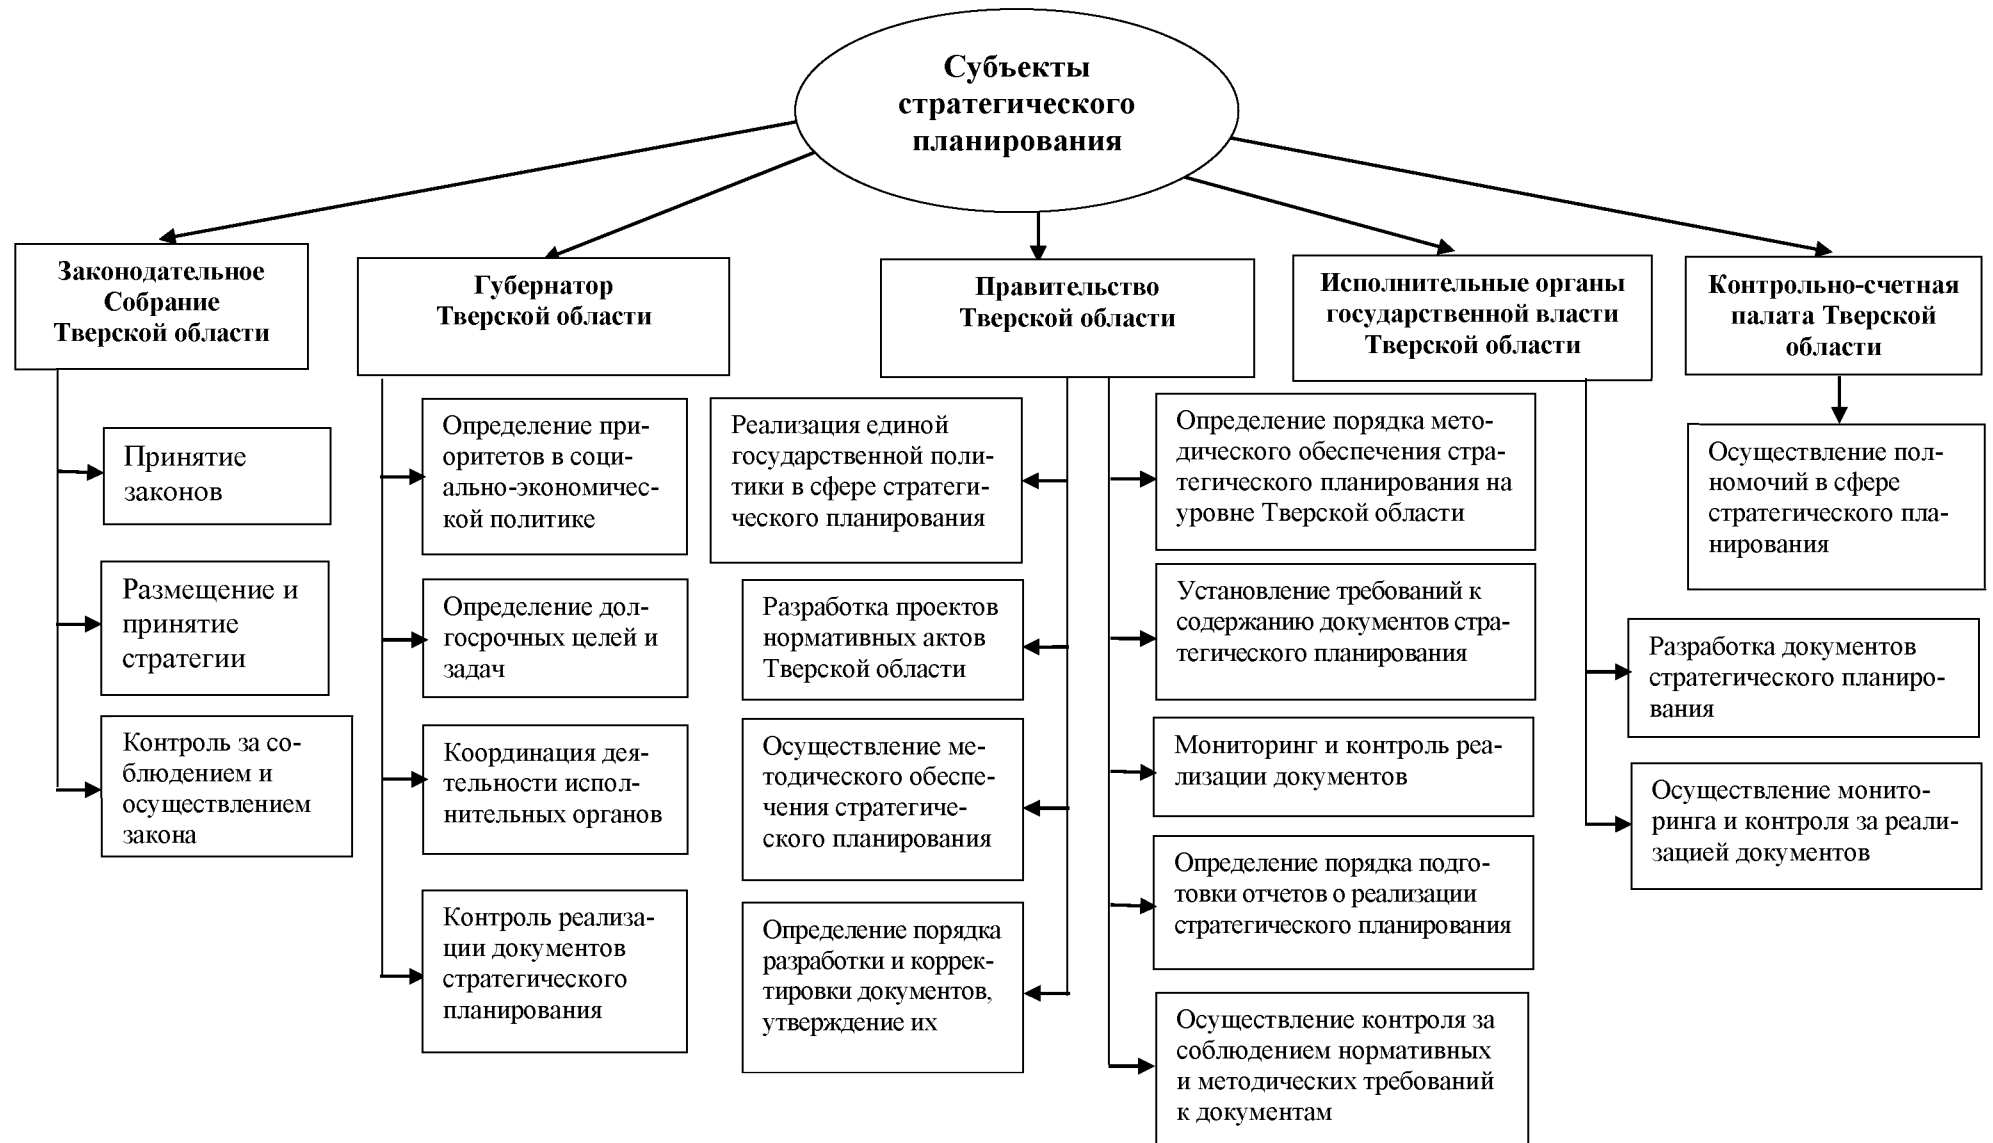 Субъекты
стратегического
планирования
Законодательное
Собрание
Тверской области
Принятие
законов
Размещение и
принятие
стратегии
Контроль за со-
блюдением и
осуществлением
закона
Губернатор
Тверской области
Определение при-
оритетов в соци-
ально-экономичес-
кой политике
Определение дол-
госрочных целей и
задач
Координация дея-
тельности испол-
нительных органов
Контроль реализа-
ции документов
стратегического
планирования
Правительство
Тверской области
Реализация единой
государственной поли-
тики в сфере стратеги-
ческого планирования
Разработка проектов
нормативных актов
Тверской области
Осуществление ме-
тодического обеспе-
чения стратегиче-
ского планирования
Определение порядка
разработки и коррек-
тировки документов,
утверждение их
Определение порядка мето-
дического обеспечения стра-
тегического планирования на
уровне Тверской области
Установление требований к
содержанию документов стра-
тегического планирования
Мониторинг и контроль реа-
лизации документов
Определение порядка подго-
товки отчетов о реализации
стратегического планирования
Осуществление контроля за
соблюдением нормативных
и методических требований
к документам
Исполнительные органы
государственной власти
Тверской области
Разработка документов
стратегического планиро-
вания
Осуществление монито-
ринга и контроля за реали-
зацией документов
Контрольно-счетная
палата Тверской
области
Осуществление пол-
номочий в сфере
стратегического пла-
нирования